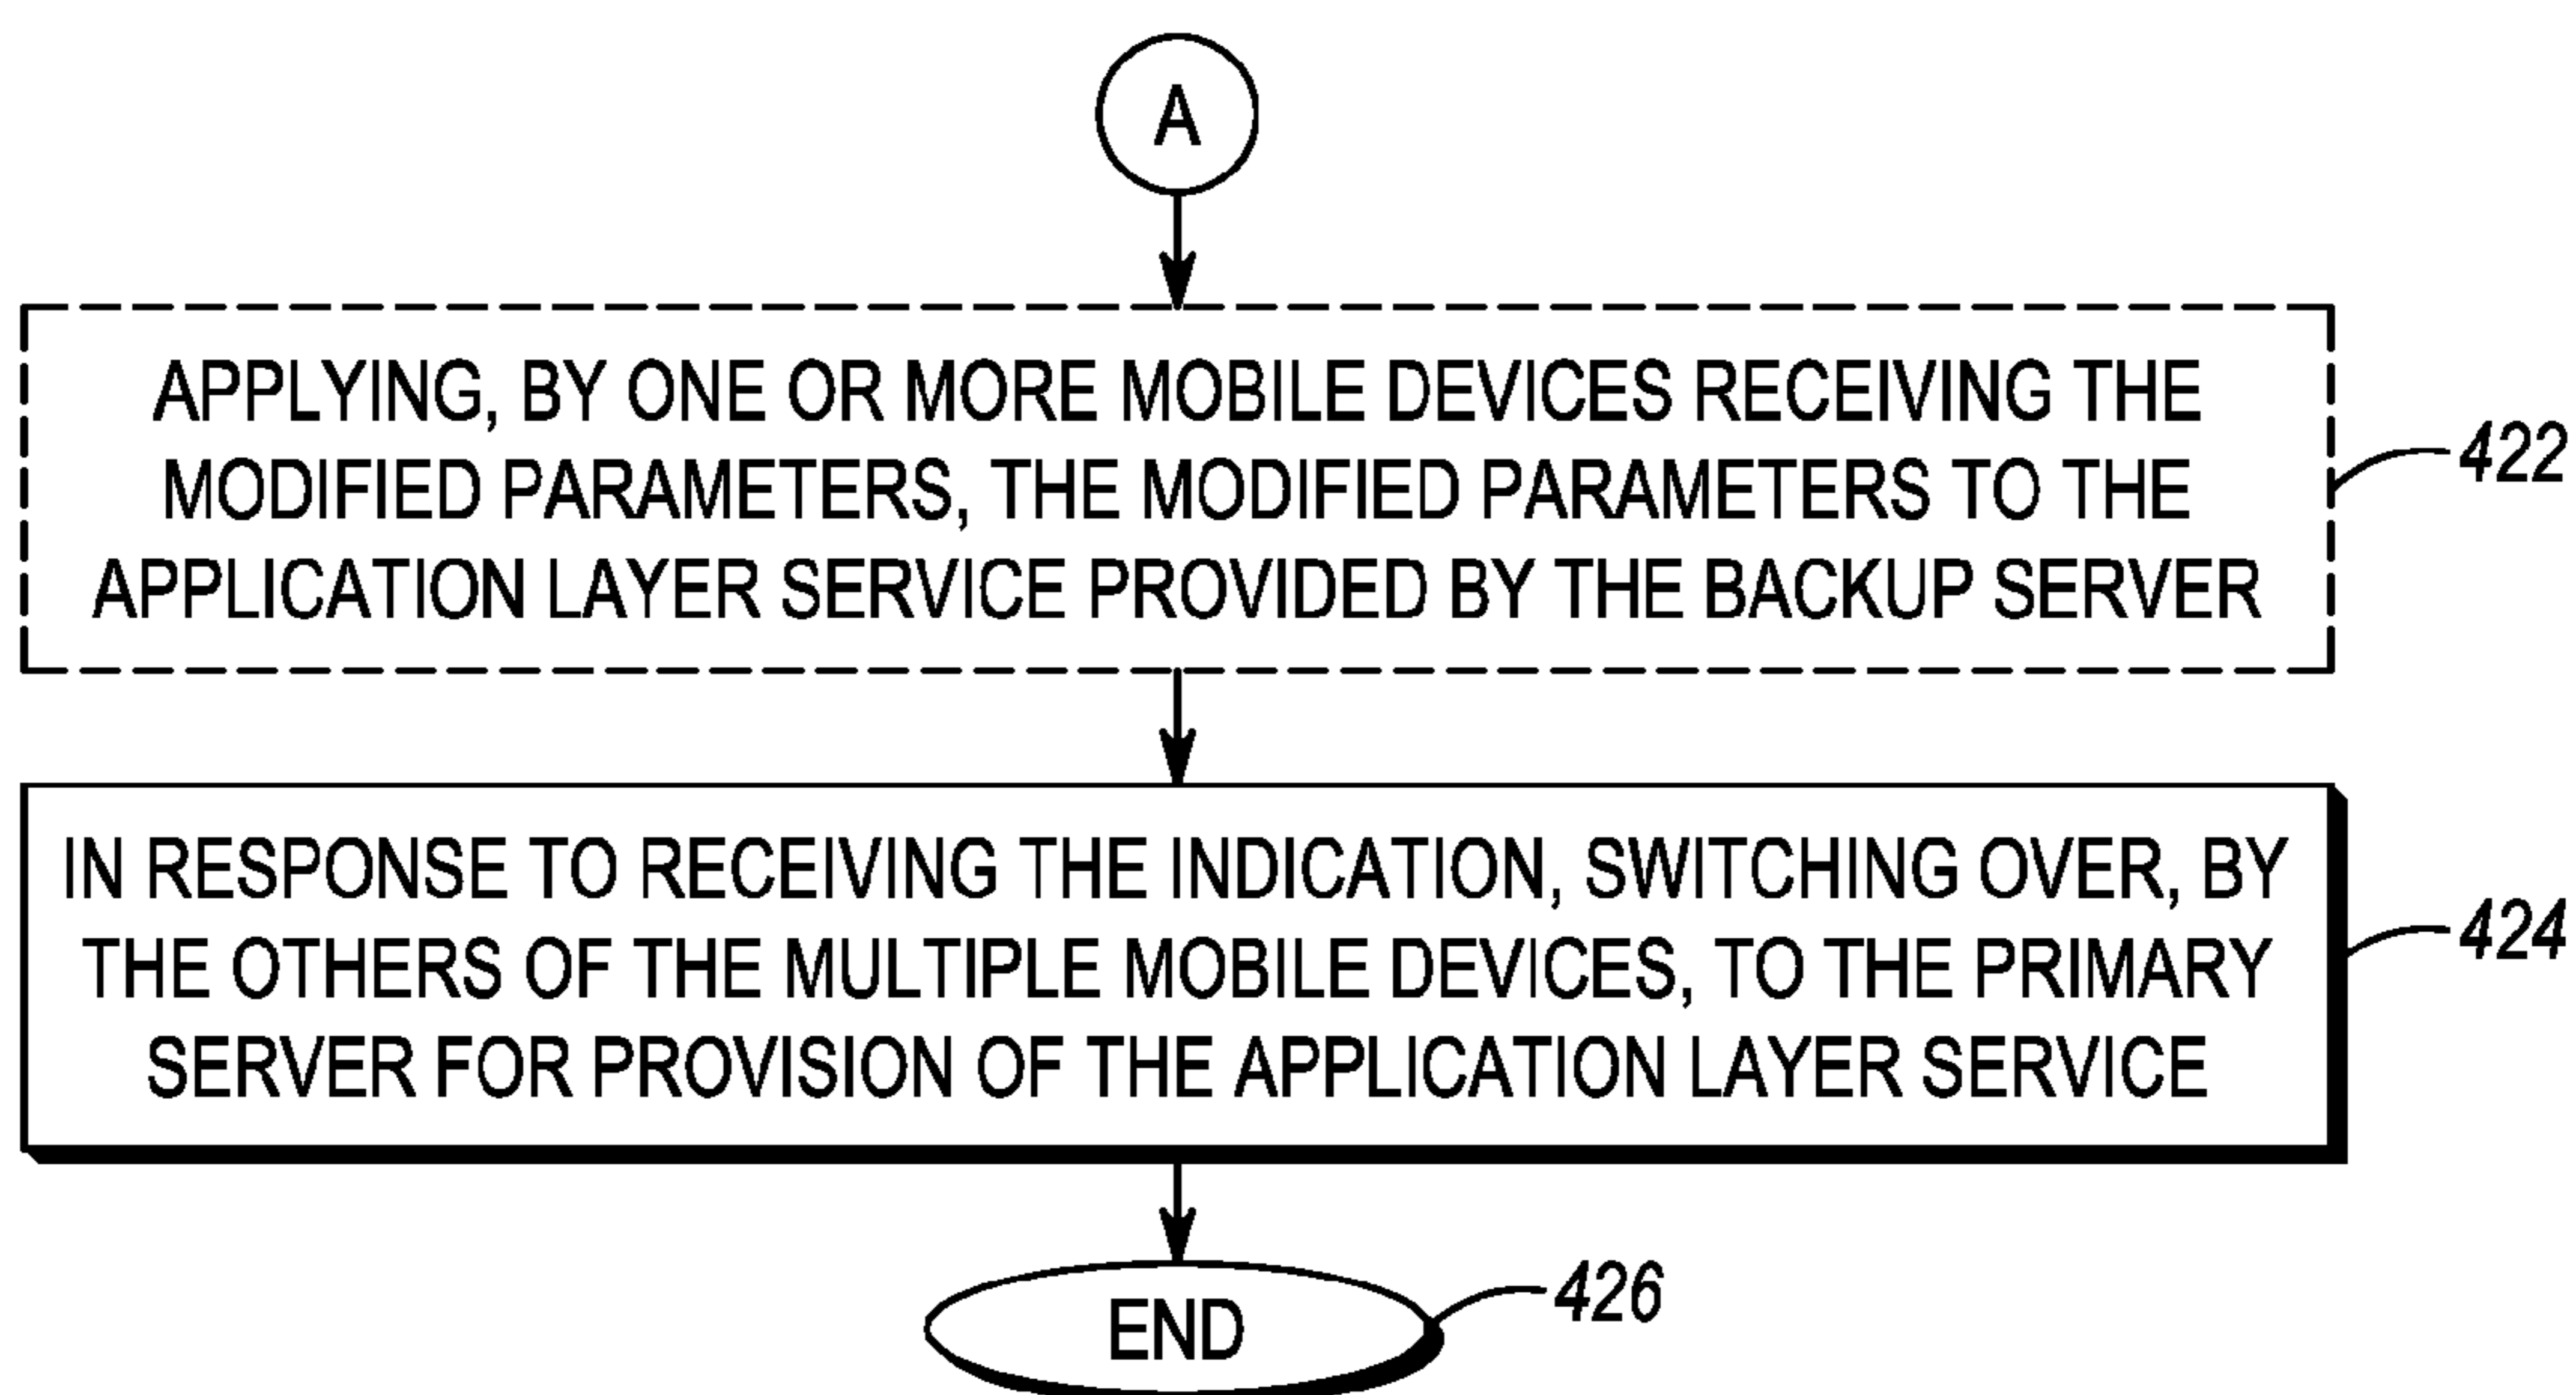 A
APPLYING, BY ONE OR MORE MOBILE DEVICES RECEIVING THE
MODIFIED PARAMETERS, THE MODIFIED PARAMETERS TO THE
APPLICATION LAYER SERVICE PROVIDED BY THE BACKUP SERVER
422
IN RESPONSE TO RECEIVING THE INDICATION, SWITCHING OVER, BY
THE OTHERS OF THE MULTIPLE MOBILE DEVICES, TO THE PRIMARY
SERVER FOR PROVISION OF THE APPLICATION LAYER SERVICE
424
END
426